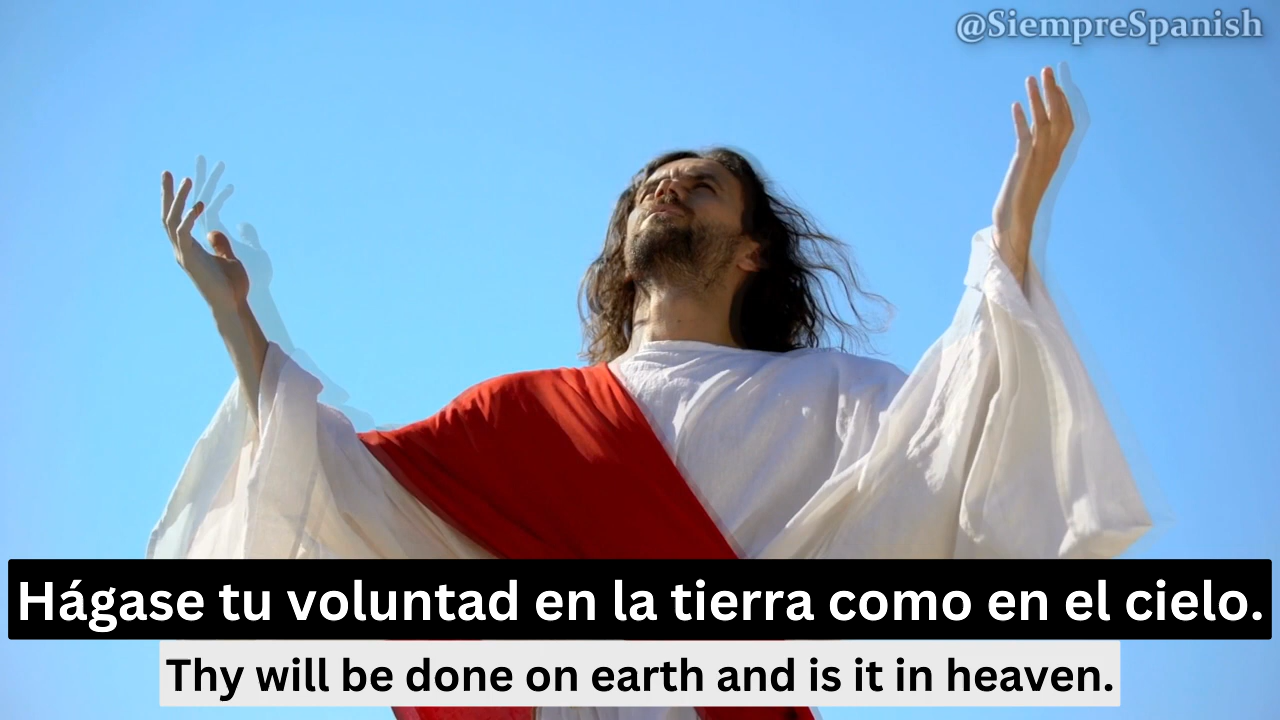 @SiempreSpanish
Hágase tu voluntad en la tierra como en el cielo.
Thy will be done on earth and is it in heaven.